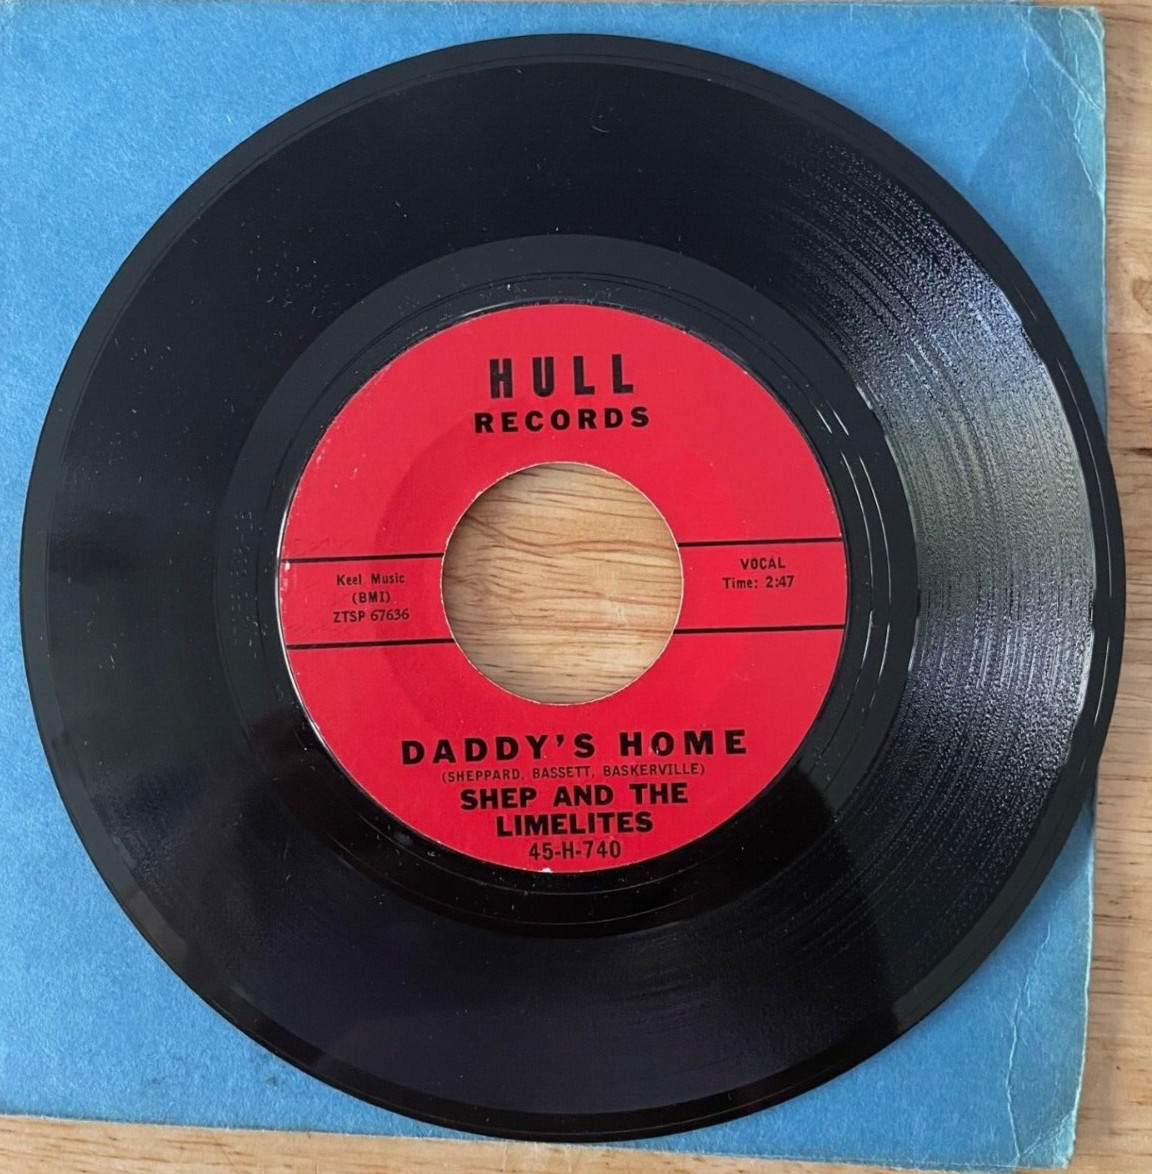 HULL
RECORDS
Keel Music
(BMI)
ZTSP 67636
VOCAL
Time: 2:47
DADDY'S HOME
(SHEPPARD, BASSETT, BASKERVILLE)
SHEP AND THE
LIMELITES
45-H-740